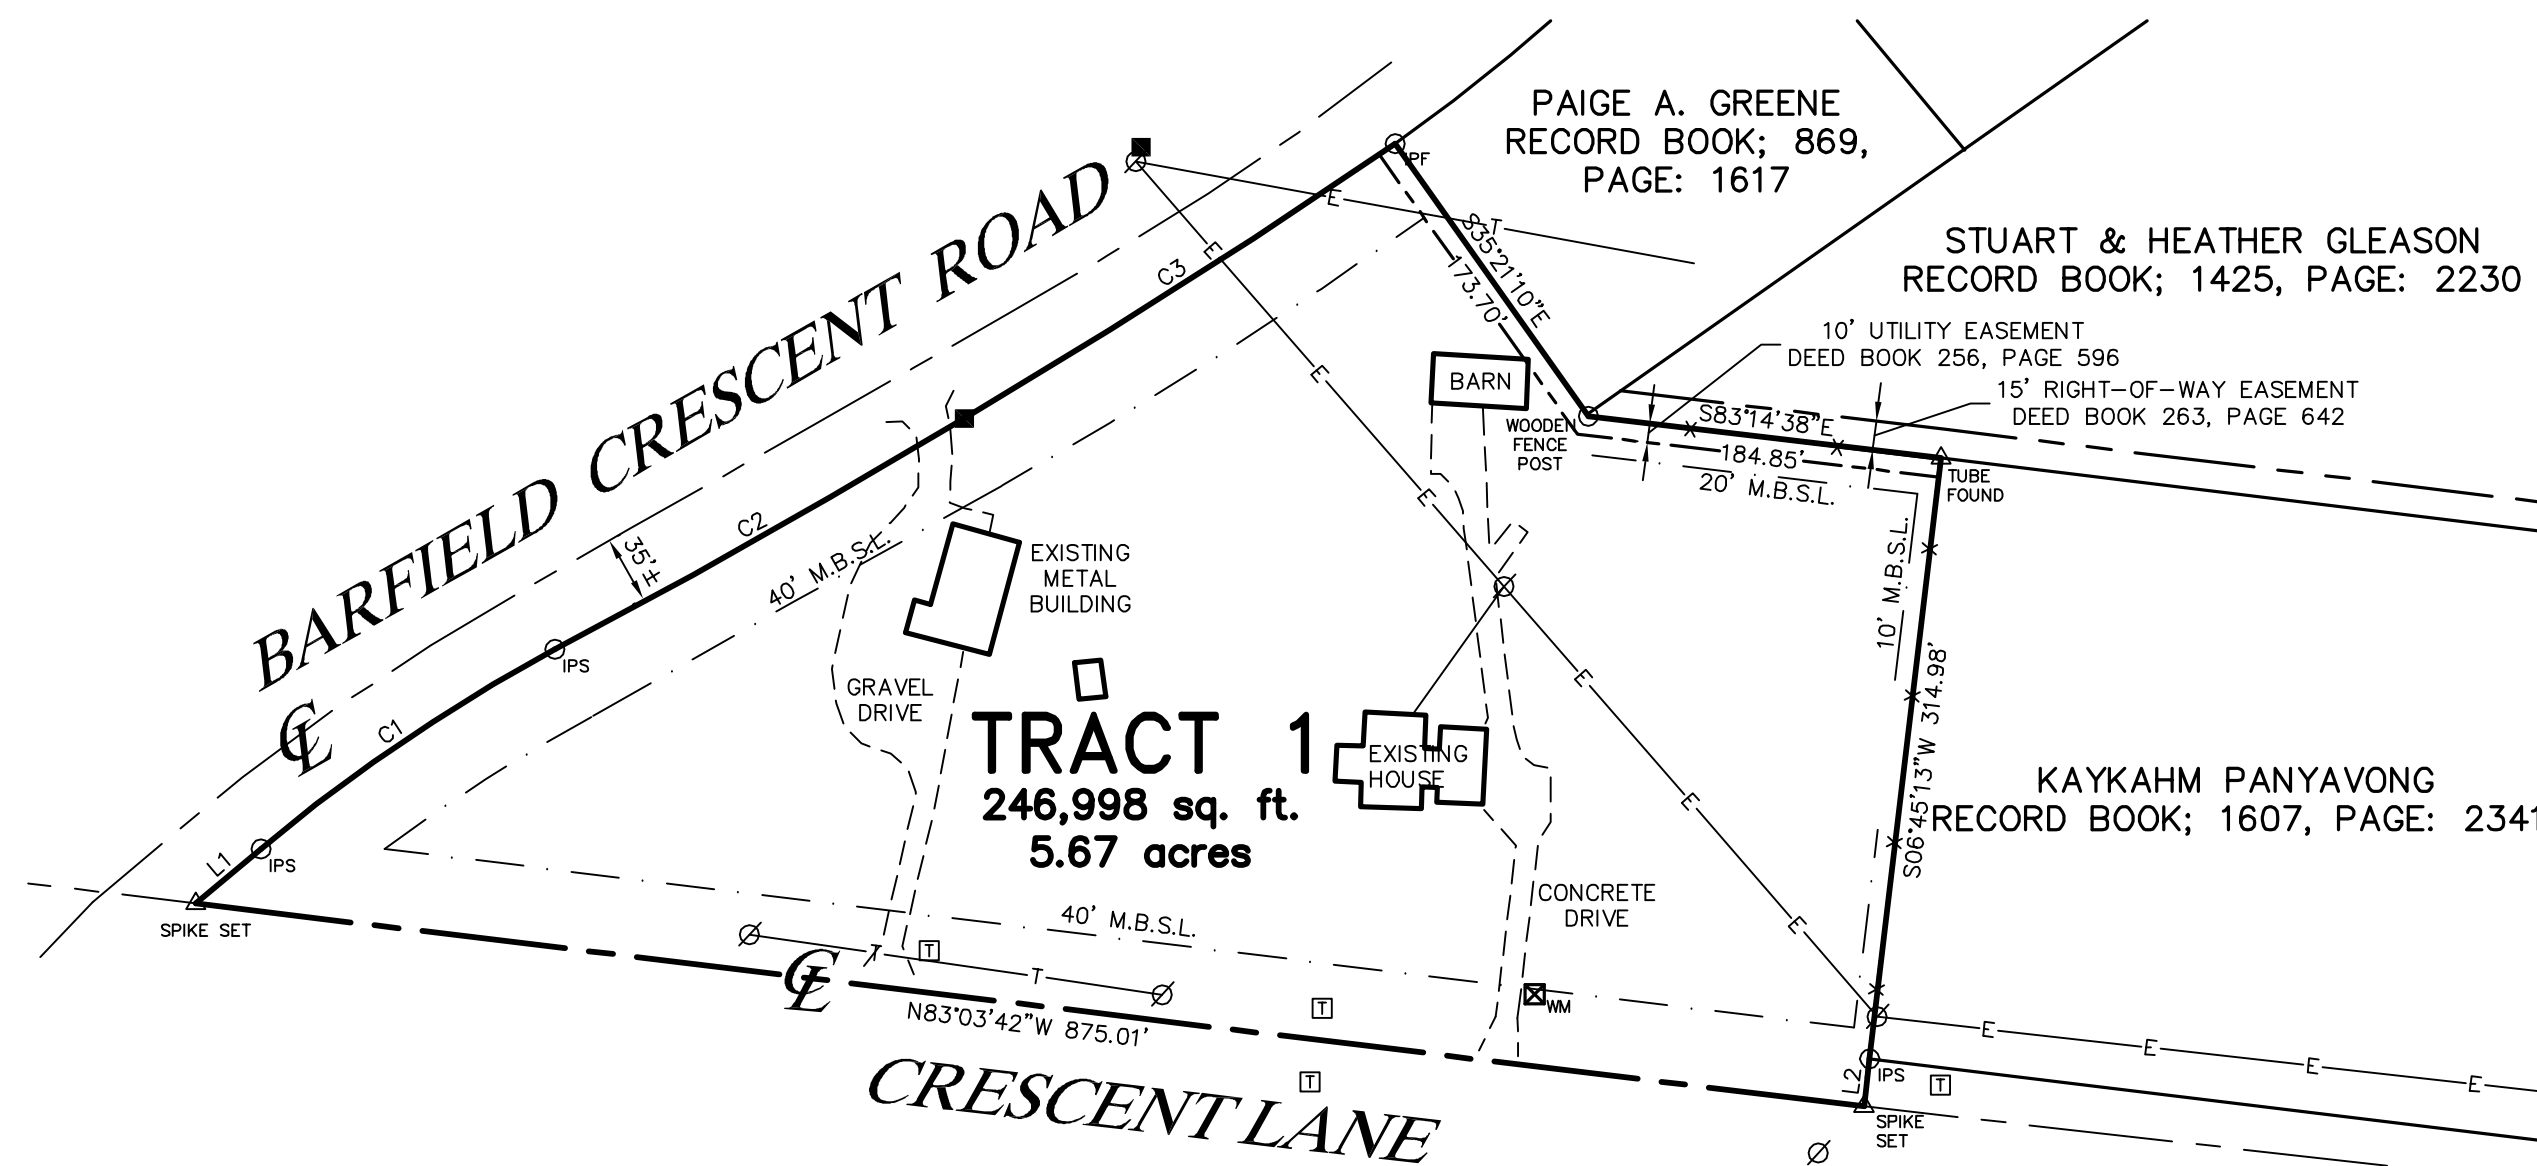 PAIGE A. GREENE
RECORD BOOK; 869,
PAGE: 1617
IPF
BARFIELD CRESCENT ROAD
STUART & HEATHER GLEASON
RECORD BOOK; 1425, PAGE: 2230
E
T
E
S35°21'10"E
173.70'
C3
10' UTILITY EASEMENT
DEED BOOK 256, PAGE 596
15' RIGHT-OF-WAY EASEMENT
DEED BOOK 263, PAGE 642
E
BARN
S83°14'38"E
184.85'
WOODEN
FENCE
POST
20' M.B.S.L.
TUBE
FOUND
E
C2
35'±
40' M.B.S.L.
EXISTING
METAL
BUILDING
10' M.B.S.L.
IPS
GRAVEL
DRIVE
E
S06°45'13"W 314.98'
CL
C1
TRACT 1
246,998 sq. ft.
5.67 acres
EXISTING
HOUSE
KAYKAHM PANYAVONG
RECORD BOOK; 1607, PAGE: 2341
E
L1
IPS
SPIKE SET
CONCRETE
DRIVE
E
40' M.B.S.L.
T
T
T
CL
WM
T
N83°03'42"W 875.01'
E
E
E
E
L2
IPS
T
T
CRESCENT LANE
SPIKE
SET